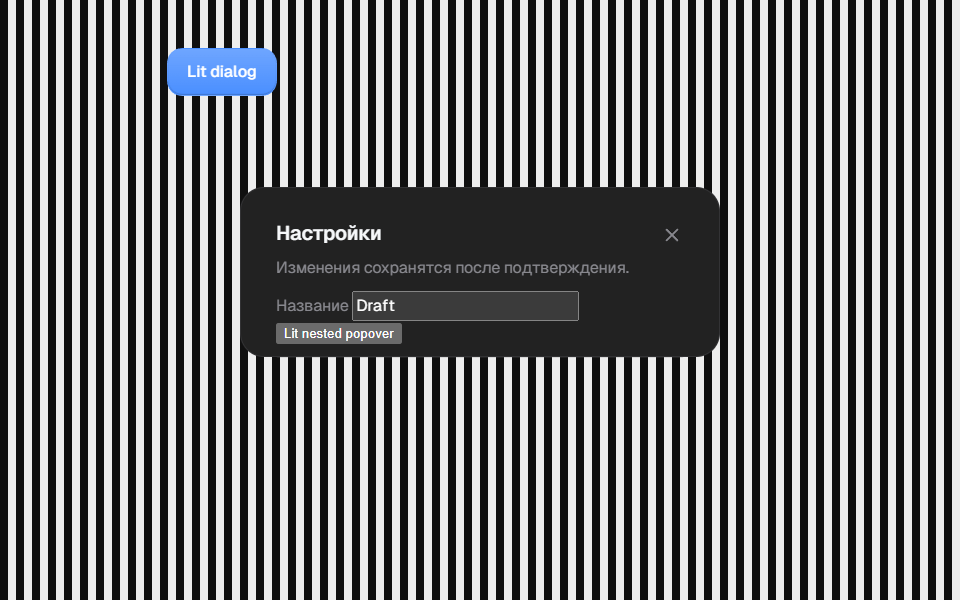 Lit dialog
Настройки
Изменения сохранятся после подтверждения.
Название Draft
Lit nested popover